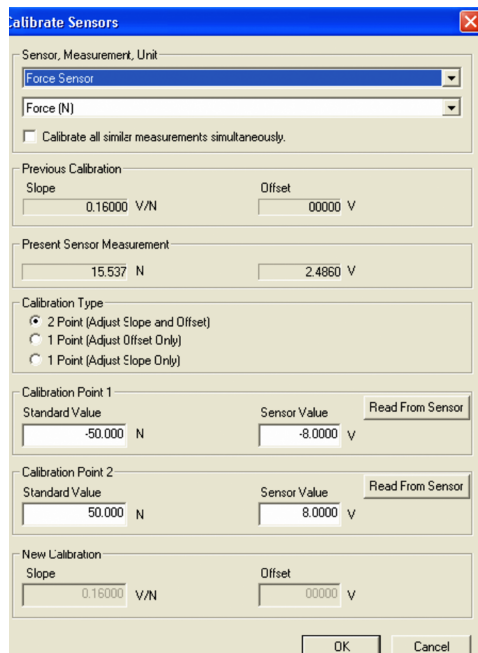 Calibrate Sensors
Sensor, Measurement, Unit
Force Sensor
Force (N)
Calibrate all similar measurements simultaneously.
Previous Calibration
Slope Offset
0.16000 V/N 00000 V
Present Sensor Measurement
15.537 N 2.4860 V
Calibration Type
2 Point (Adjust Slope and Offset)
1 Point (Adjust Offset Only)
1 Point (Adjust Slope Only)
Calibration Point 1
Read From Sensor
Standard Value Sensor Value
-50.000 N -8.0000 V
Calibration Point 2
Read From Sensor
Standard Value Sensor Value
50.000 N 8.0000 V
New Calibration
Slope Offset
0.16000 V/N 00000 V
OK Cancel